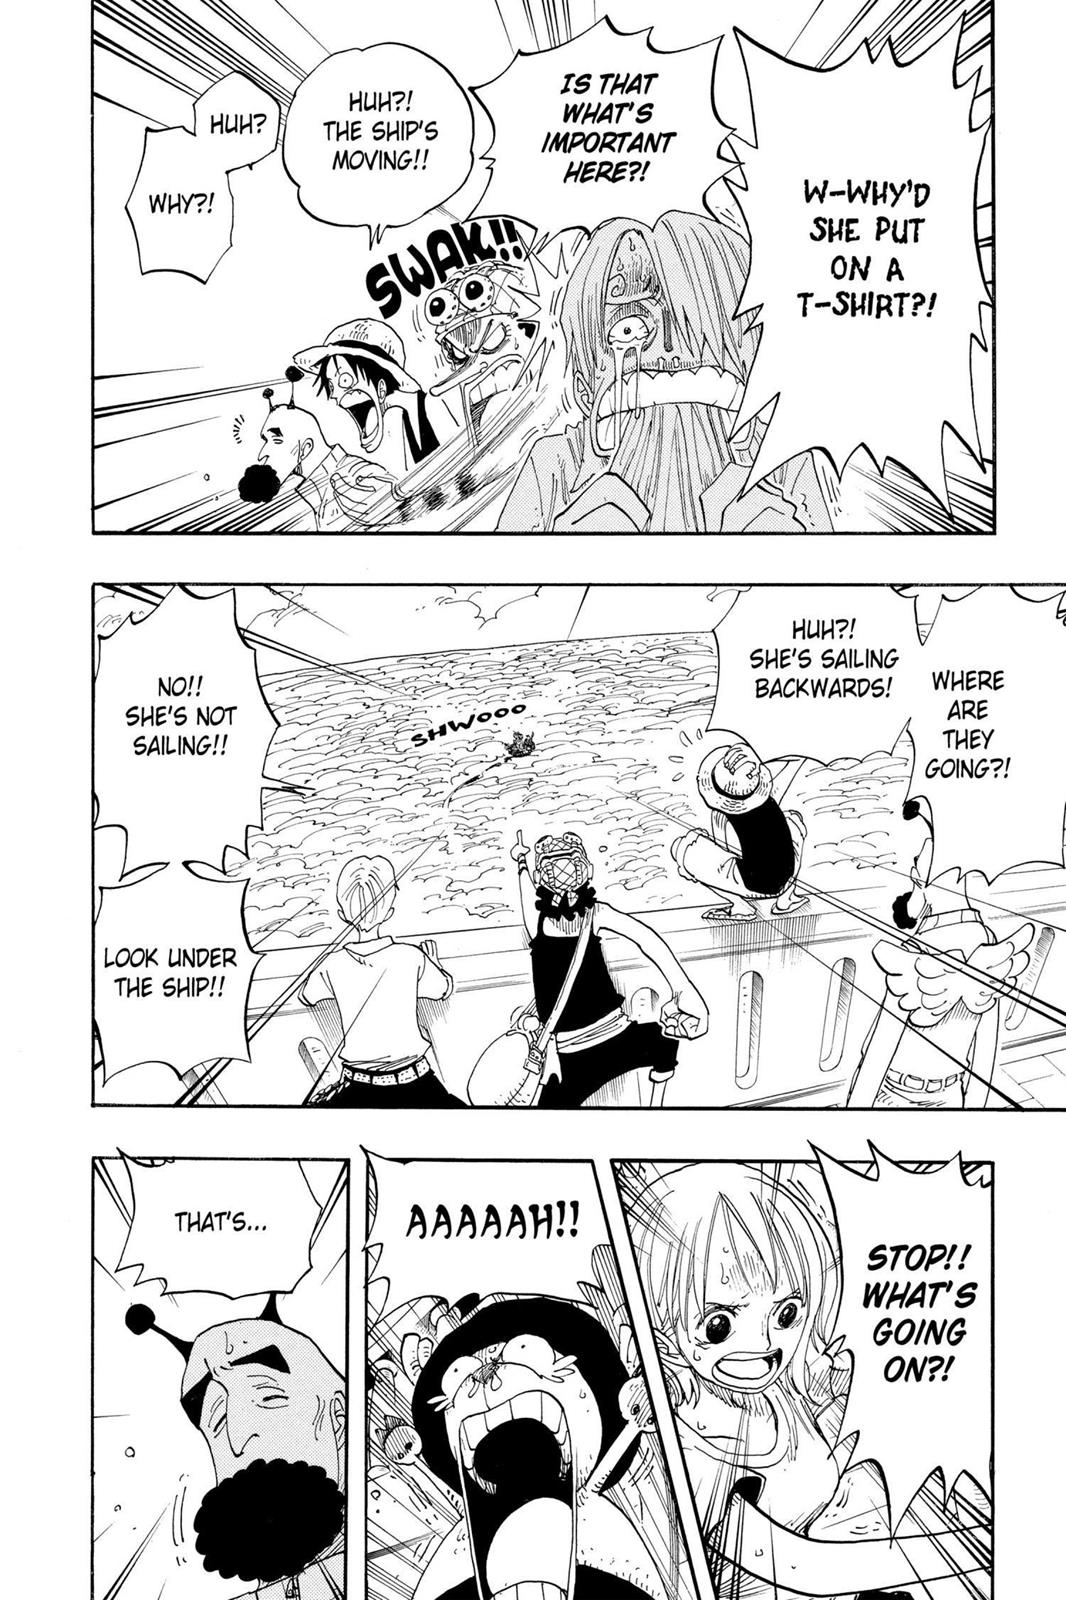 W-WHY'D
SHE PUT
ON A
T-SHIRT?!
IS THAT
WHAT'S
IMPORTANT
HERE?!
SWAK!!
HUH?!
THE SHIP'S
MOVING!!
HUH?
WHY?!
WHERE
ARE
THEY
GOING?!
HUH?!
SHE'S SAILING
BACKWARDS!
SHWOOO
NO!!
SHE'S NOT
SAILING!!
LOOK UNDER
THE SHIP!!
STOP!!
WHAT'S
GOING
ON?!
AAAAAH!!
THAT'S...